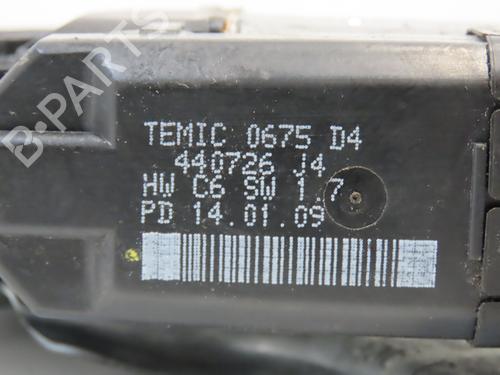 B-PARTS
TEMIC 0675 D4
440726 J4
HW C6 SW 1.7
PD 14.01.09